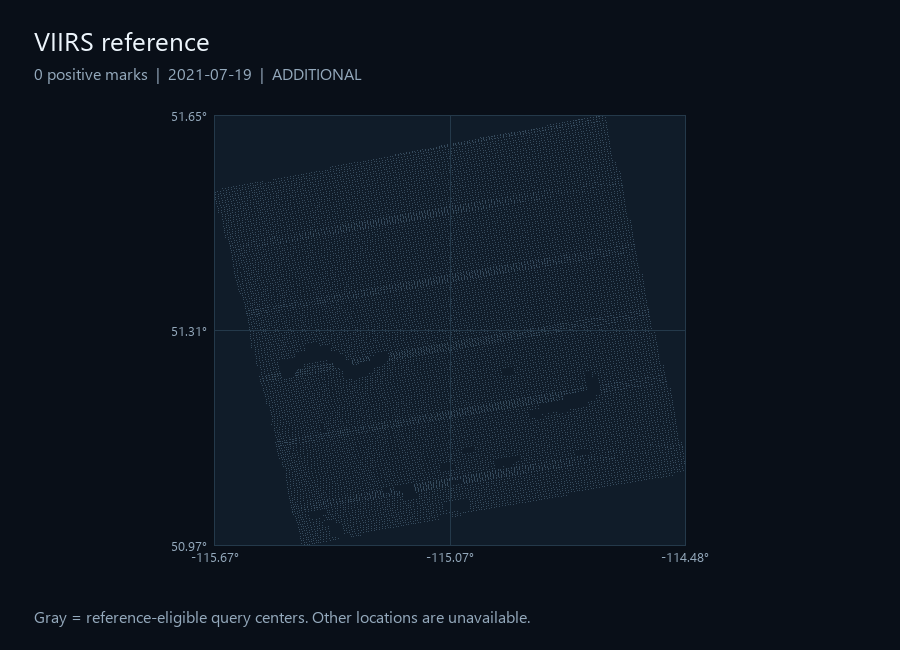 VIIRS reference
0 positive marks | 2021-07-19 | ADDITIONAL
51.65°
51.31°
50.97°
-115.67° -115.07° -114.48°
Gray = reference-eligible query centers. Other locations are unavailable.